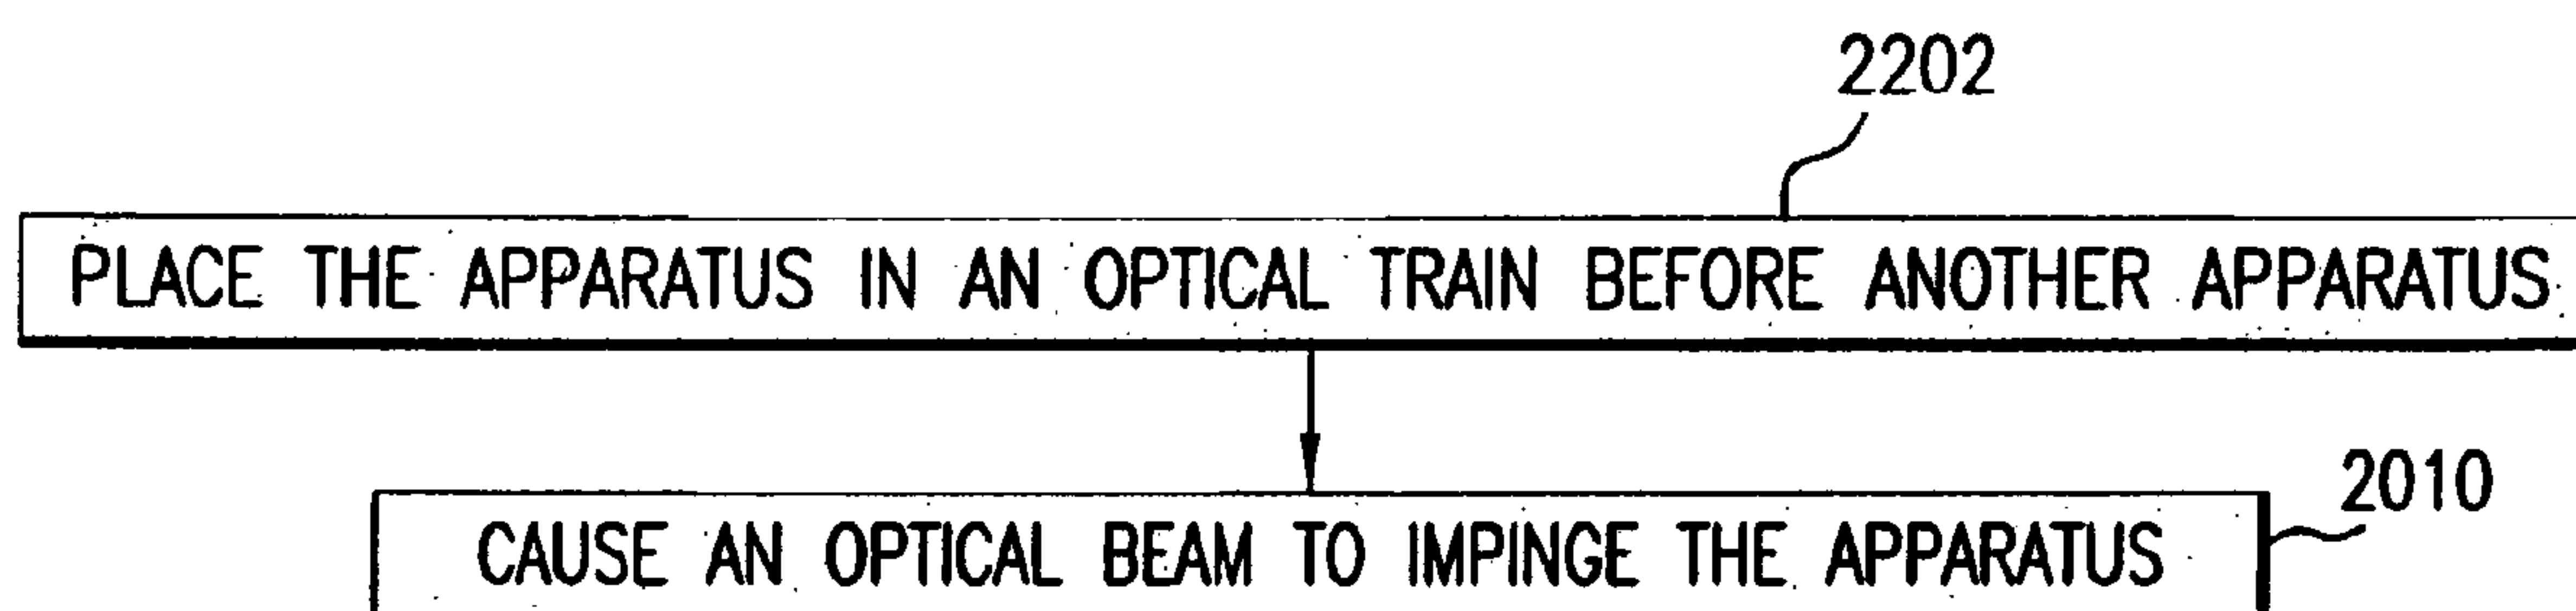 2202
PLACE THE APPARATUS IN AN OPTICAL TRAIN BEFORE ANOTHER APPARATUS
2010
CAUSE AN OPTICAL BEAM TO IMPINGE THE APPARATUS